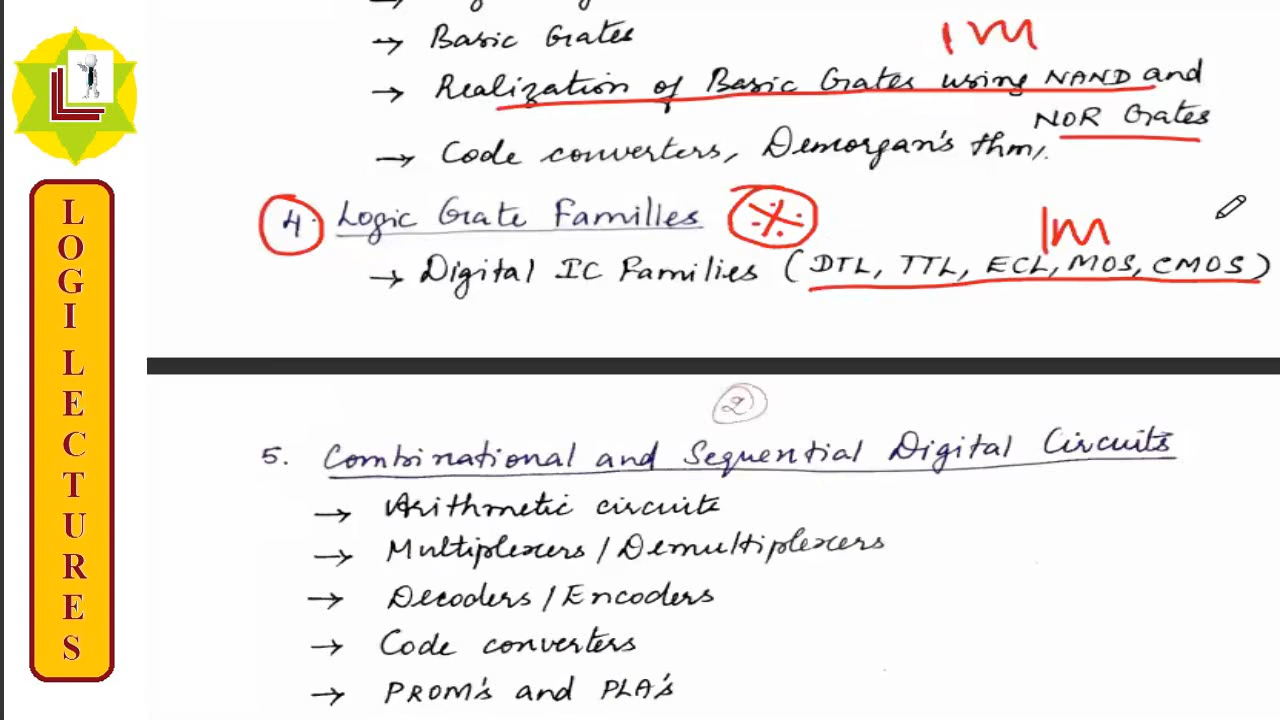 → Basic Gates
1M
→ Realization of Basic Gates using NAND and
NOR Gates
→ Code converters, Demorgan's thm,.
4. Logic Gate Familles
1M
→ Digital IC Families (DTL, TTL, ECL, MOS, CMOS)
2
5. Combinational and Sequential Digital Circuits
→ Arithmetic circuits
→ Multiplexers / Demultiplexers
→ Decoders / Encoders
→ Code converters
→ PROM's and PLA's
LOGI LECTURES